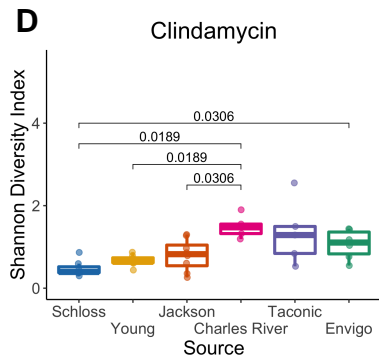 D
Clindamycin
Shannon Diversity Index
4
2
0
0.0306
0.0189
0.0189
0.0306
Schloss
Young
Jackson
Charles River
Taconic
Envigo
Source